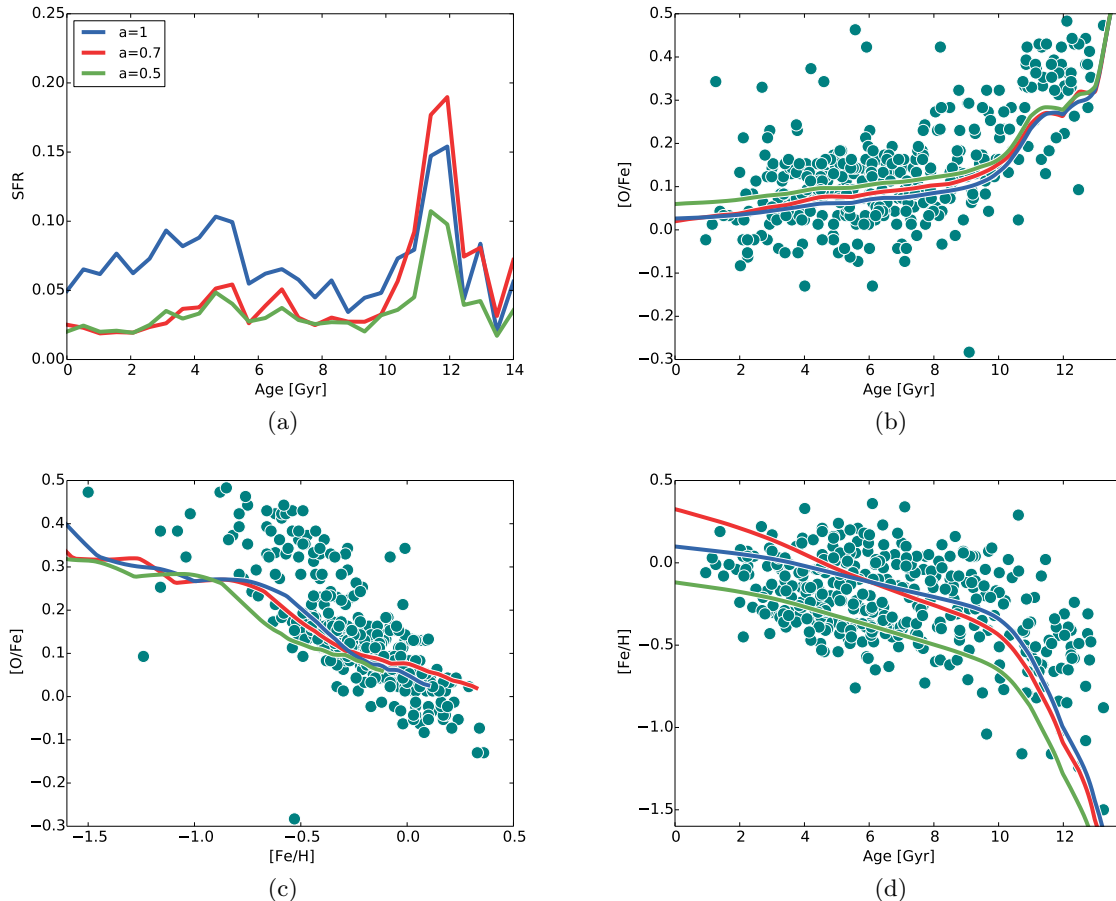 0.25
a=1
a=0.7
a=0.5
0.20
0.15
0.10
0.05
0.00
SFR
0 2 4 6 8 10 12 14
Age [Gyr]
(a)
0.5
0.4
0.3
0.2
0.1
0.0
−0.1
−0.2
−0.3
[O/Fe]
0 2 4 6 8 10 12
Age [Gyr]
(b)
0.5
0.4
0.3
0.2
0.1
0.0
−0.1
−0.2
−0.3
[O/Fe]
−1.5 −1.0 −0.5 0.0 0.5
[Fe/H]
(c)
0.5
0.0
−0.5
−1.0
−1.5
[Fe/H]
0 2 4 6 8 10 12
Age [Gyr]
(d)